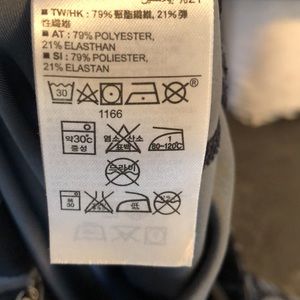 ■ TW/HK : 79% 聚酯纖維, 21% 彈
性纖維
■ AT : 79% POLYESTER,
21% ELASTHAN
■ SI : 79% POLIESTER,
21% ELASTAN
30 ®
1166
약30℃
중성
염소 산소
표백
1
80~120℃
드라이
30